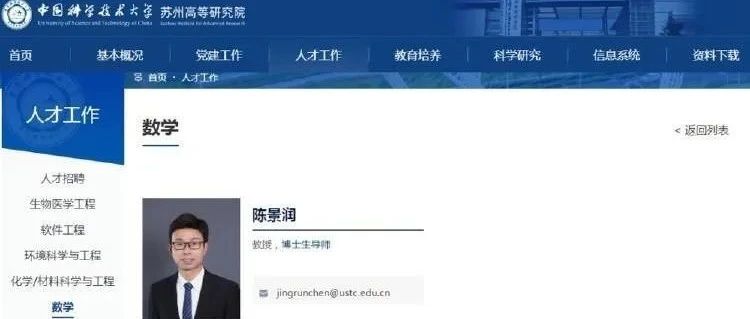 中国科学技术大学 苏州高等研究院
University of Science and Technology of China Suzhou Institute for Advanced Research
首页 基本概况 党建工作 人才工作 教育培养 科学研究 信息系统 资料下载
首页 · 人才工作
人才工作
数学
< 返回列表
人才招聘
生物医学工程
软件工程
环境科学与工程
化学/材料科学与工程
数学
陈景润
教授，博士生导师
jingrunchen@ustc.edu.cn